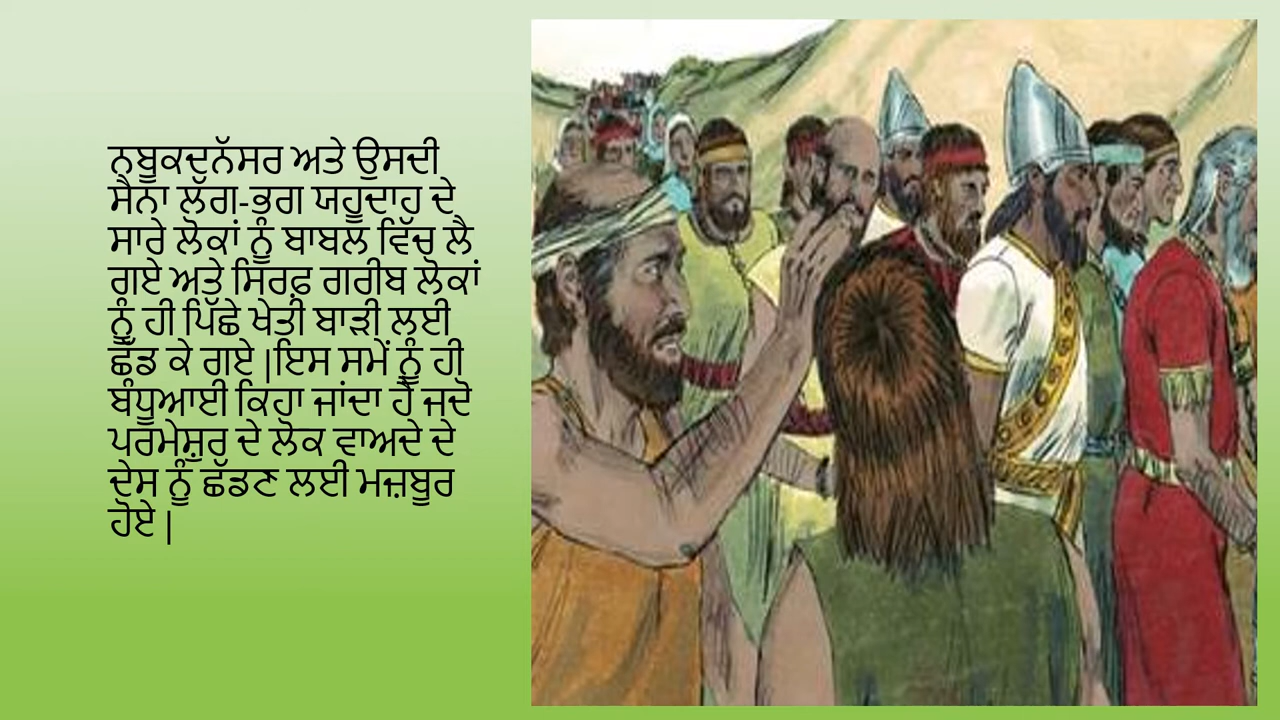 ਨਬੂਕਦਨੱਸਰ ਅਤੇ ਉਸਦੀ
ਸੈਨਾ ਲੱਗ-ਭਗ ਯਹੂਦਾਹ ਦੇ
ਸਾਰੇ ਲੋਕਾਂ ਨੂੰ ਬਾਬਲ ਵਿੱਚ ਲੈ
ਗਏ ਅਤੇ ਸਿਰਫ਼ ਗਰੀਬ ਲੋਕਾਂ
ਨੂੰ ਹੀ ਪਿੱਛੇ ਖੇਤੀ ਬਾੜੀ ਲਈ
ਛੱਡ ਕੇ ਗਏ |ਇਸ ਸਮੇਂ ਨੂੰ ਹੀ
ਬੰਧੂਆਈ ਕਿਹਾ ਜਾਂਦਾ ਹੈ ਜਦੋ
ਪਰਮੇਸ਼ੁਰ ਦੇ ਲੋਕ ਵਾਅਦੇ ਦੇ
ਦੇਸ ਨੂੰ ਛੱਡਣ ਲਈ ਮਜ਼ਬੂਰ
ਹੋਏ |